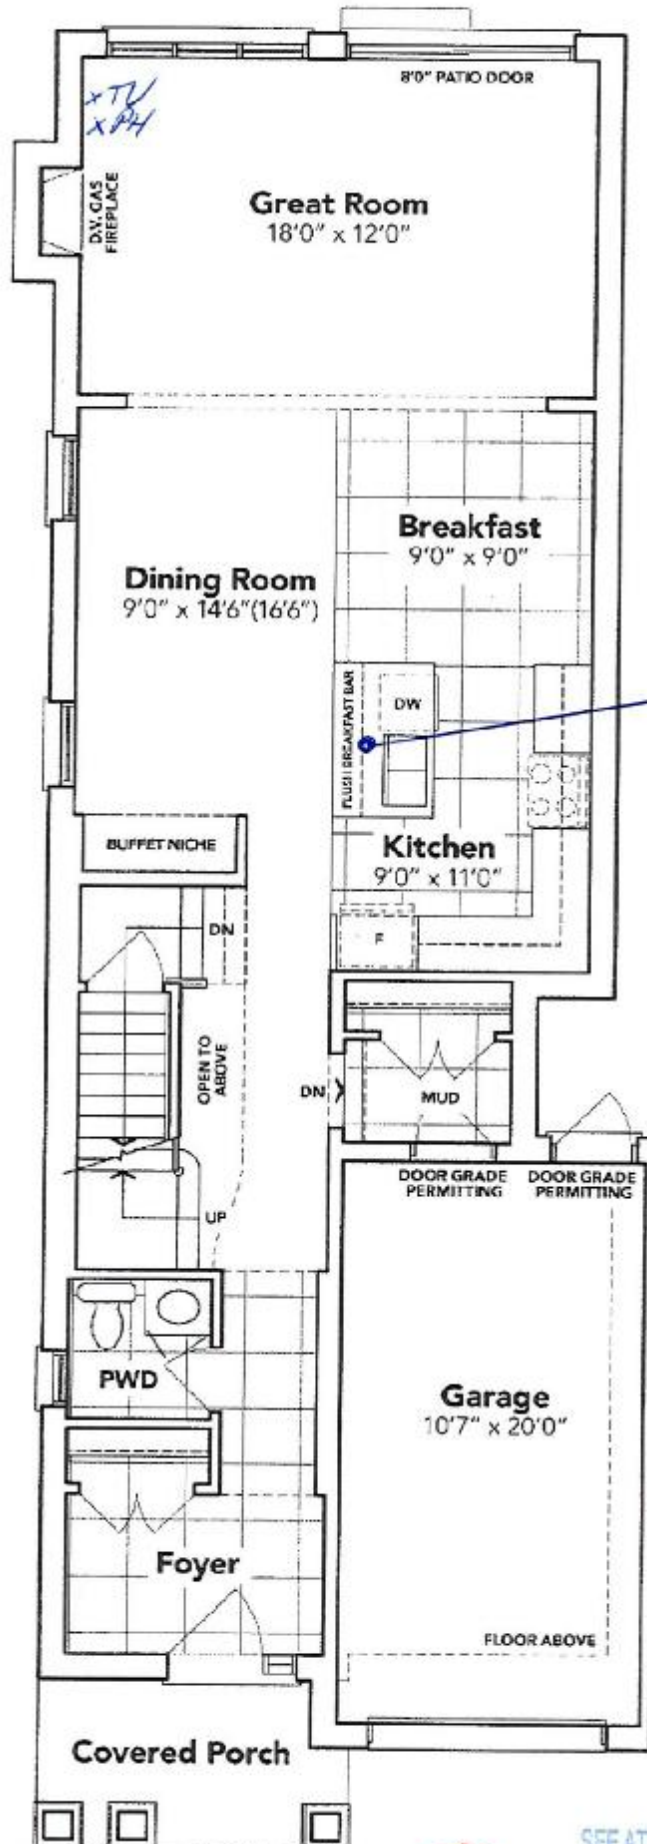 8'0" PATIO DOOR
x TV
x PH
D.V. GAS
FIREPLACE
Great Room
18'0" x 12'0"
Breakfast
9'0" x 9'0"
Dining Room
9'0" x 14'6"(16'6")
FLUSH BREAKFAST BAR
DW
BUFFET NICHE
Kitchen
9'0" x 11'0"
F
DN
OPEN TO
ABOVE
DN
MUD
DOOR GRADE
PERMITTING
DOOR GRADE
PERMITTING
UP
PWD
Garage
10'7" x 20'0"
Foyer
FLOOR ABOVE
Covered Porch
SEE AT